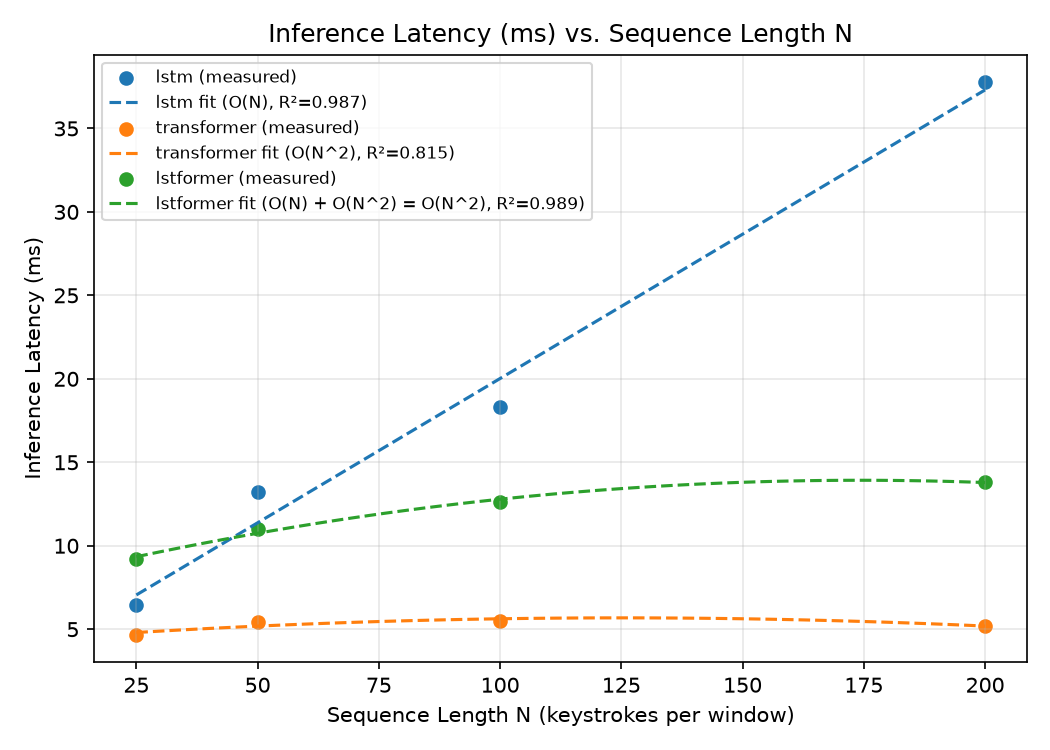 Inference Latency (ms) vs. Sequence Length N
lstm (measured)
lstm fit (O(N), R²=0.987)
transformer (measured)
transformer fit (O(N^2), R²=0.815)
lstformer (measured)
lstformer fit (O(N) + O(N^2) = O(N^2), R²=0.989)
Inference Latency (ms)
35
30
25
20
15
10
5
25 50 75 100 125 150 175 200
Sequence Length N (keystrokes per window)